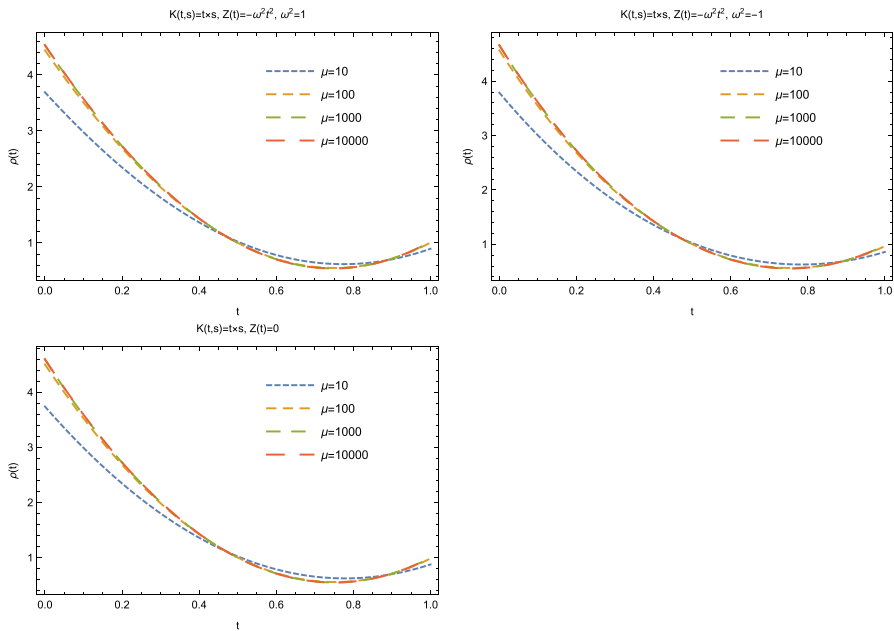 K(t,s)=t×s, Z(t)=−ω²t², ω²=1
4
3
2
1
ρ(t)
μ=10
μ=100
μ=1000
μ=10000
0.0 0.2 0.4 0.6 0.8 1.0
t
K(t,s)=t×s, Z(t)=−ω²t², ω²=−1
4
3
2
1
ρ(t)
μ=10
μ=100
μ=1000
μ=10000
0.0 0.2 0.4 0.6 0.8 1.0
t
K(t,s)=t×s, Z(t)=0
4
3
2
1
ρ(t)
μ=10
μ=100
μ=1000
μ=10000
0.0 0.2 0.4 0.6 0.8 1.0
t